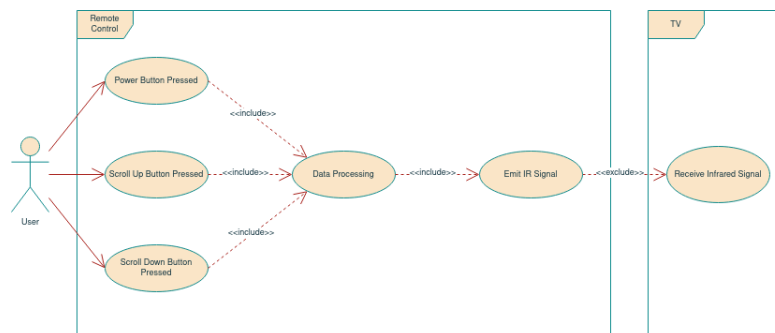 Remote
Control
TV
Power Button Pressed
<<include>>
Scroll Up Button Pressed
<<include>>
Data Processing
<<include>>
Emit IR Signal
<<exclude>>
Receive Infrared Signal
User
<<include>>
Scroll Down Button
Pressed